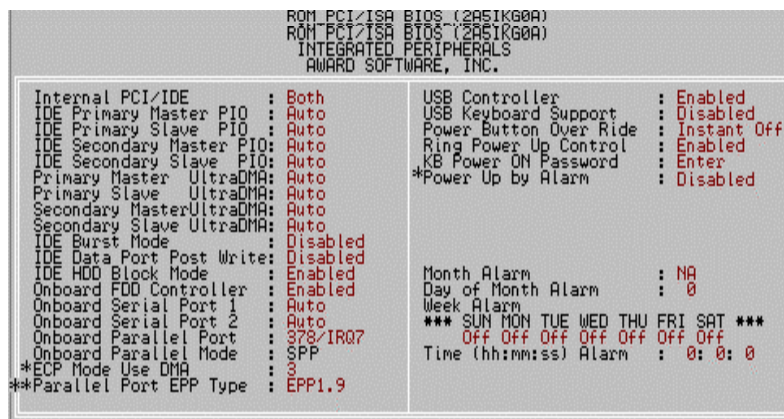 ROM PCI/ISA BIOS (2A5IKG0A)
ROM PCI/ISA BIOS (2A5IKG0A)
INTEGRATED PERIPHERALS
AWARD SOFTWARE, INC.
Internal PCI/IDE : Both
IDE Primary Master PIO : Auto
IDE Primary Slave PIO : Auto
IDE Secondary Master PIO: Auto
IDE Secondary Slave PIO: Auto
Primary Master UltraDMA: Auto
Primary Slave UltraDMA: Auto
Secondary MasterUltraDMA: Auto
Secondary Slave UltraDMA: Auto
IDE Burst Mode : Disabled
IDE Data Port Post Write: Disabled
IDE HDD Block Mode : Enabled
Onboard FDD Controller : Enabled
Onboard Serial Port 1 : Auto
Onboard Serial Port 2 : Auto
Onboard Parallel Port : 378/IRQ7
Onboard Parallel Mode : SPP
*ECP Mode Use DMA : 3
**Parallel Port EPP Type : EPP1.9
USB Controller : Enabled
USB Keyboard Support : Disabled
Power Button Over Ride : Instant Off
Ring Power Up Control : Enabled
KB Power ON Password : Enter
*Power Up by Alarm : Disabled
Month Alarm : NA
Day of Month Alarm : 0
Week Alarm
*** SUN MON TUE WED THU FRI SAT ***
Off Off Off Off Off Off Off
Time (hh:mm:ss) Alarm : 0: 0: 0